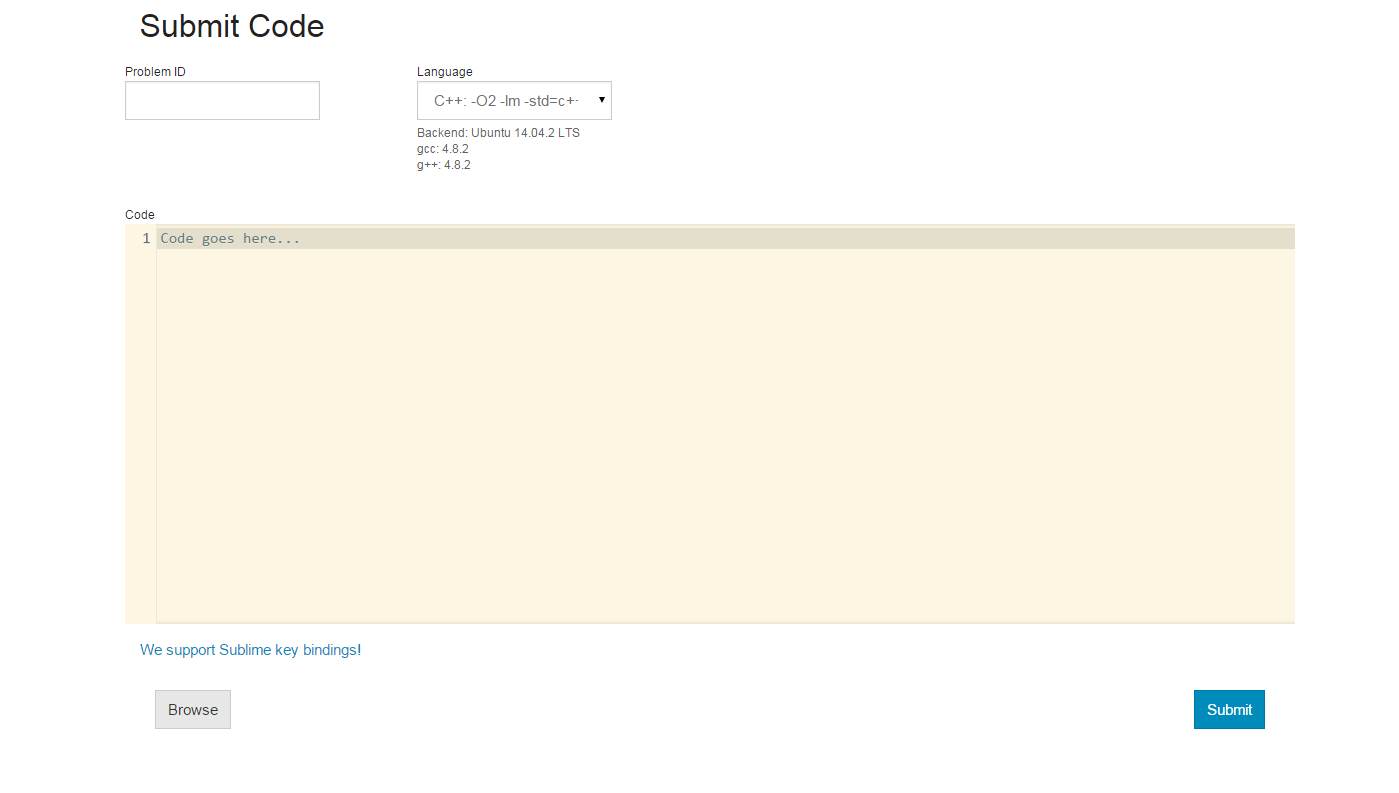 Submit Code
Problem ID
Language
C++: -O2 -lm -std=c+
Backend: Ubuntu 14.04.2 LTS
gcc: 4.8.2
g++: 4.8.2
Code
1 Code goes here...
We support Sublime key bindings!
Browse
Submit